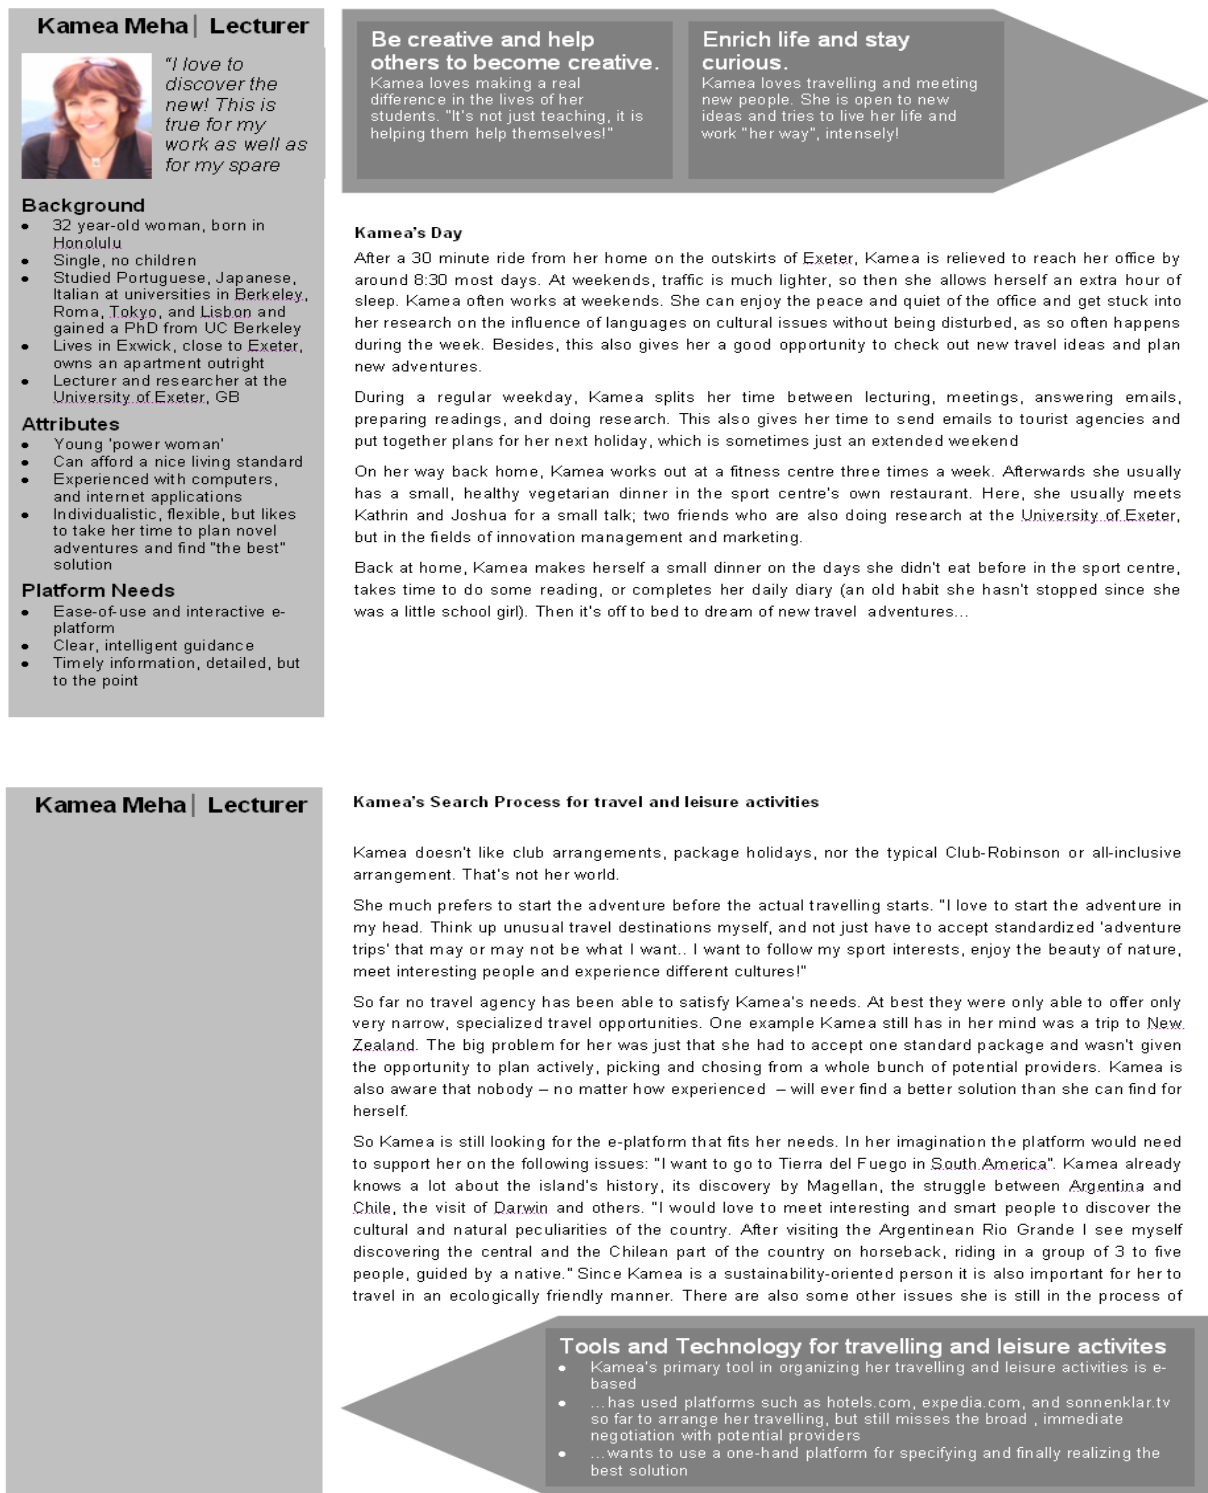 Kamea Meha| Lecturer
"I love to
discover the
new! This is
true for my
work as well as
for my spare
Background
• 32 year-old woman, born in
Honolulu
• Single, no children
• Studied Portuguese, Japanese,
Italian at universities in Berkeley,
Roma, Tokyo, and Lisbon and
gained a PhD from UC Berkeley
• Lives in Exwick, close to Exeter,
owns an apartment outright
• Lecturer and researcher at the
University of Exeter, GB
Attributes
• Young 'power woman'
• Can afford a nice living standard
• Experienced with computers,
and internet applications
• Individualistic, flexible, but likes
to take her time to plan novel
adventures and find "the best"
solution
Platform Needs
• Ease-of-use and interactive e-
platform
• Clear, intelligent guidance
• Timely information, detailed, but
to the point
Be creative and help
others to become creative.
Kamea loves making a real
difference in the lives of her
students. "It's not just teaching, it is
helping them help themselves!"
Enrich life and stay
curious.
Kamea loves travelling and meeting
new people. She is open to new
ideas and tries to live her life and
work "her way", intensely!
Kamea's Day
After a 30 minute ride from her home on the outskirts of Exeter, Kamea is relieved to reach her office by
around 8:30 most days. At weekends, traffic is much lighter, so then she allows herself an extra hour of
sleep. Kamea often works at weekends. She can enjoy the peace and quiet of the office and get stuck into
her research on the influence of languages on cultural issues without being disturbed, as so often happens
during the week. Besides, this also gives her a good opportunity to check out new travel ideas and plan
new adventures.
During a regular weekday, Kamea splits her time between lecturing, meetings, answering emails,
preparing readings, and doing research. This also gives her time to send emails to tourist agencies and
put together plans for her next holiday, which is sometimes just an extended weekend
On her way back home, Kamea works out at a fitness centre three times a week. Afterwards she usually
has a small, healthy vegetarian dinner in the sport centre's own restaurant. Here, she usually meets
Kathrin and Joshua for a small talk; two friends who are also doing research at the University of Exeter,
but in the fields of innovation management and marketing.
Back at home, Kamea makes herself a small dinner on the days she didn't eat before in the sport centre,
takes time to do some reading, or completes her daily diary (an old habit she hasn't stopped since she
was a little school girl). Then it's off to bed to dream of new travel adventures...
Kamea Meha| Lecturer
Kamea's Search Process for travel and leisure activities
Kamea doesn't like club arrangements, package holidays, nor the typical Club-Robinson or all-inclusive
arrangement. That's not her world.
She much prefers to start the adventure before the actual travelling starts. "I love to start the adventure in
my head. Think up unusual travel destinations myself, and not just have to accept standardized 'adventure
trips' that may or may not be what I want.. I want to follow my sport interests, enjoy the beauty of nature,
meet interesting people and experience different cultures!"
So far no travel agency has been able to satisfy Kamea's needs. At best they were only able to offer only
very narrow, specialized travel opportunities. One example Kamea still has in her mind was a trip to New
Zealand. The big problem for her was just that she had to accept one standard package and wasn't given
the opportunity to plan actively, picking and chosing from a whole bunch of potential providers. Kamea is
also aware that nobody – no matter how experienced – will ever find a better solution than she can find for
herself.
So Kamea is still looking for the e-platform that fits her needs. In her imagination the platform would need
to support her on the following issues: "I want to go to Tierra del Fuego in South America". Kamea already
knows a lot about the island's history, its discovery by Magellan, the struggle between Argentina and
Chile, the visit of Darwin and others. "I would love to meet interesting and smart people to discover the
cultural and natural peculiarities of the country. After visiting the Argentinean Rio Grande I see myself
discovering the central and the Chilean part of the country on horseback, riding in a group of 3 to five
people, guided by a native." Since Kamea is a sustainability-oriented person it is also important for her to
travel in an ecologically friendly manner. There are also some other issues she is still in the process of
Tools and Technology for travelling and leisure activites
• Kamea's primary tool in organizing her travelling and leisure activities is e-
based
• ...has used platforms such as hotels.com, expedia.com, and sonnenklar.tv
so far to arrange her travelling, but still misses the broad , immediate
negotiation with potential providers
• ...wants to use a one-hand platform for specifying and finally realizing the
best solution